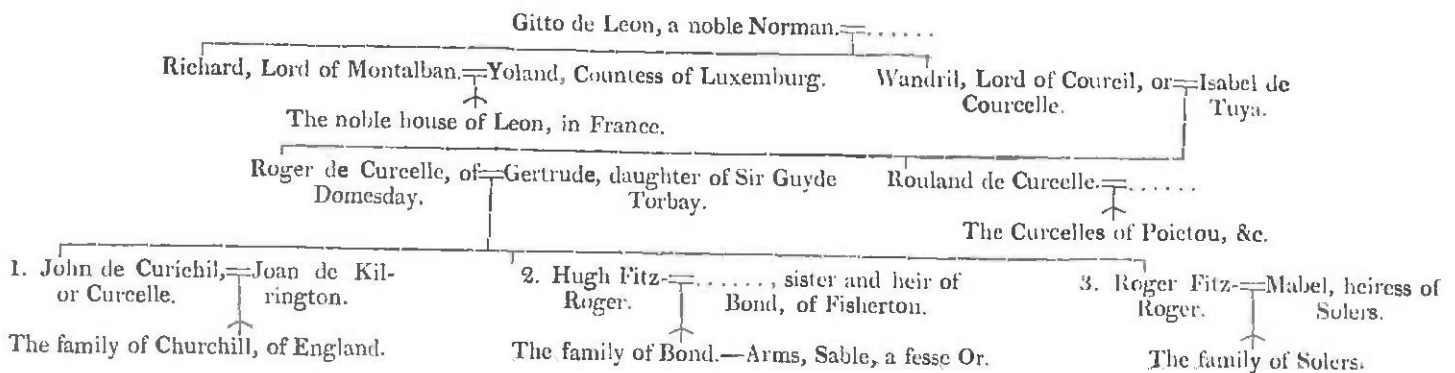 Gitto de Leon, a noble Norman.═......
Richard, Lord of Montalban.═Yoland, Countess of Luxemburg.
Wandril, Lord of Courcil, or═Isabel de
Courcelle. Tuya.
The noble house of Leon, in France.
Roger de Curcelle, of═Gertrude, daughter of Sir Guyde
Domesday. Torbay.
Rouland de Curcelle.═......
The Curcelles of Poictou, &c.
1. John de Curichil,═Joan de Kil-
or Curcelle. rington.
2. Hugh Fitz-═......, sister and heir of
Roger. Bond, of Fisherton.
3. Roger Fitz-═Mabel, heiress of
Roger. Solers.
The family of Churchill, of England.
The family of Bond.—Arms, Sable, a fesse Or.
The family of Solers.